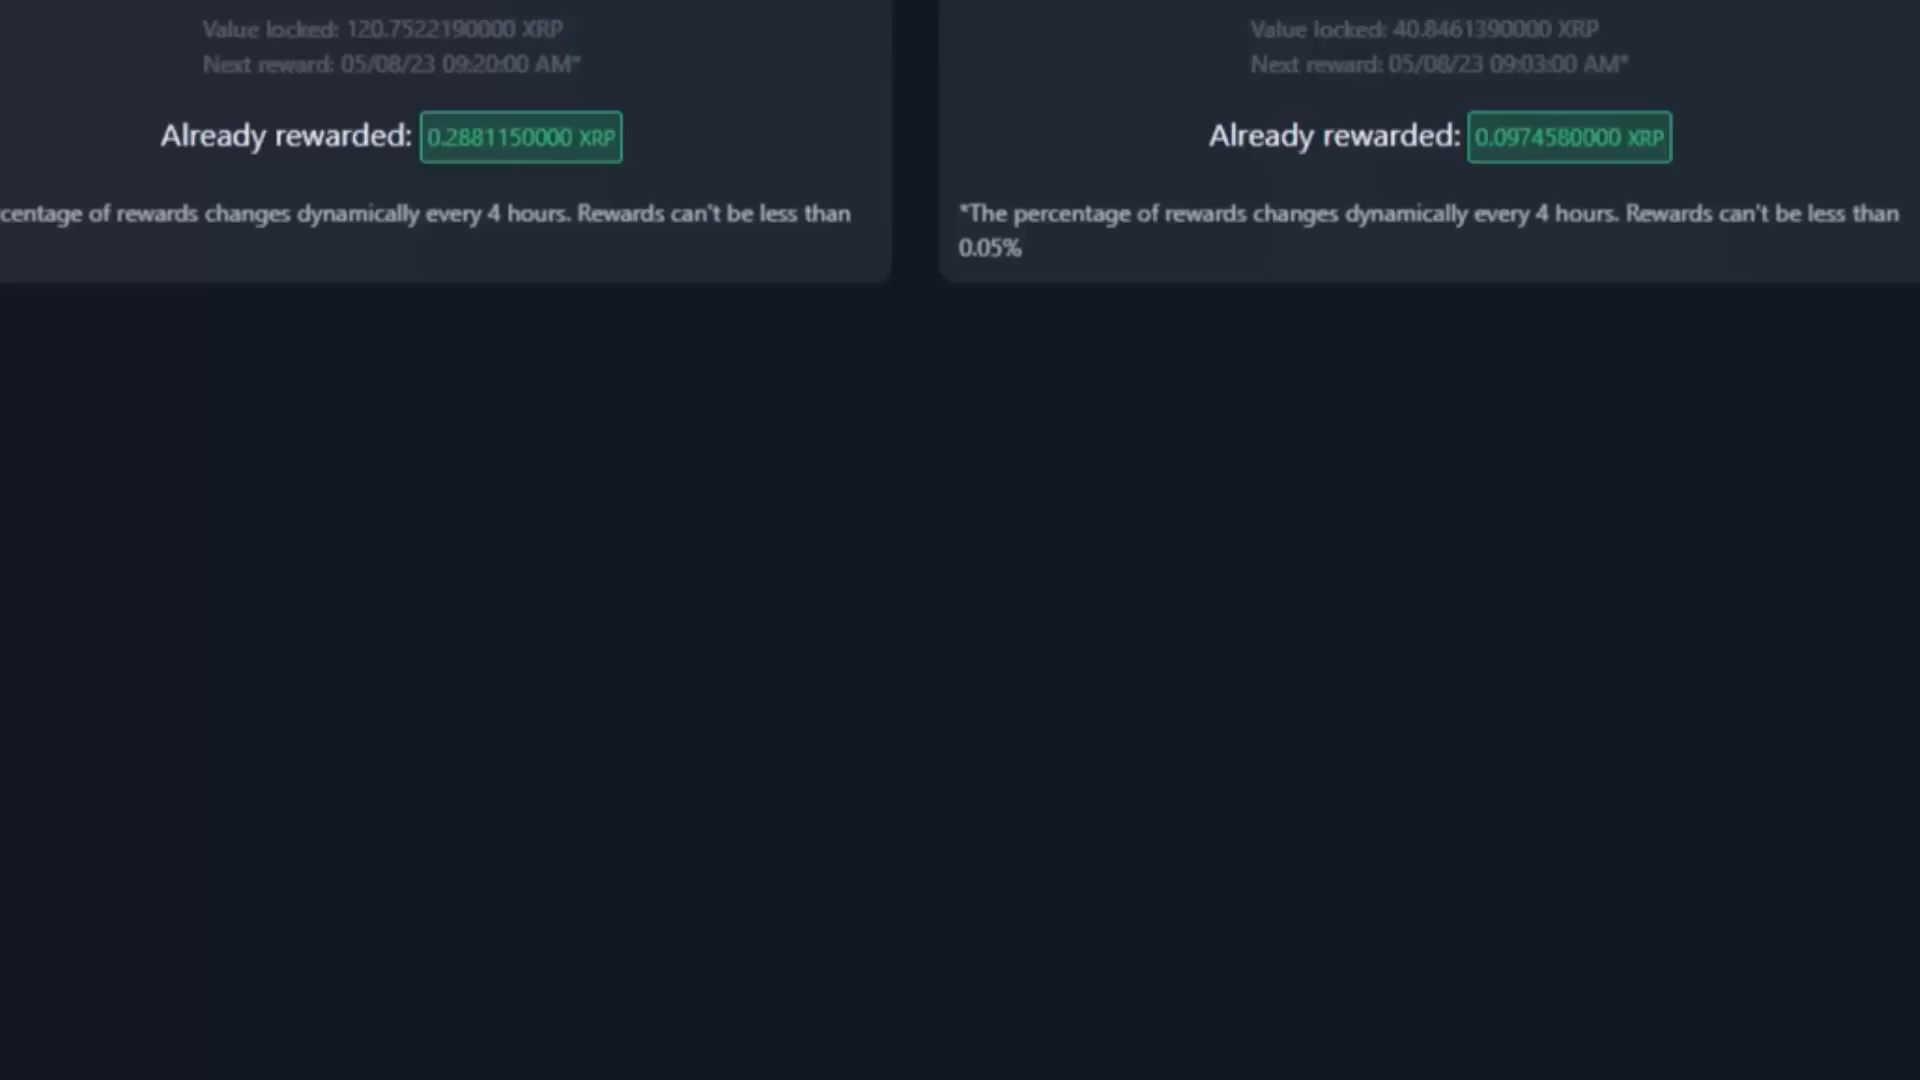 Value locked: 120.7522190000 XRP
Next reward: 05/08/23 09:20:00 AM*
Already rewarded: 0.2881150000 XRP
centage of rewards changes dynamically every 4 hours. Rewards can't be less than
Value locked: 40.8461390000 XRP
Next reward: 05/08/23 09:03:00 AM*
Already rewarded: 0.0974580000 XRP
*The percentage of rewards changes dynamically every 4 hours. Rewards can't be less than
0.05%